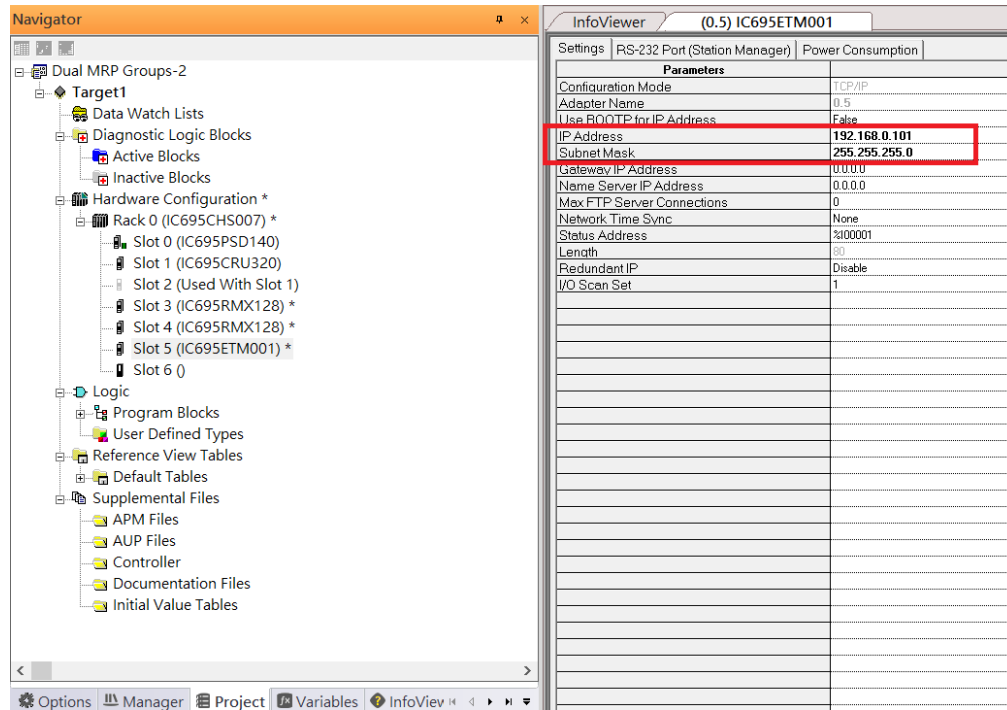 Navigator
Dual MRP Groups-2
Target1
Data Watch Lists
Diagnostic Logic Blocks
Active Blocks
Inactive Blocks
Hardware Configuration *
Rack 0 (IC695CHS007) *
Slot 0 (IC695PSD140)
Slot 1 (IC695CRU320)
Slot 2 (Used With Slot 1)
Slot 3 (IC695RMX128) *
Slot 4 (IC695RMX128) *
Slot 5 (IC695ETM001) *
Slot 6 ()
Logic
Program Blocks
User Defined Types
Reference View Tables
Default Tables
Supplemental Files
APM Files
AUP Files
Controller
Documentation Files
Initial Value Tables
Options Manager Project Variables InfoView
InfoViewer (0.5) IC695ETM001
Settings RS-232 Port (Station Manager) Power Consumption
Parameters
Configuration Mode TCP/IP
Adapter Name 0.5
Use BOOTP for IP Address False
IP Address 192.168.0.101
Subnet Mask 255.255.255.0
Gateway IP Address 0.0.0.0
Name Server IP Address 0.0.0.0
Max FTP Server Connections 0
Network Time Sync None
Status Address %I00001
Length 80
Redundant IP Disable
I/O Scan Set 1